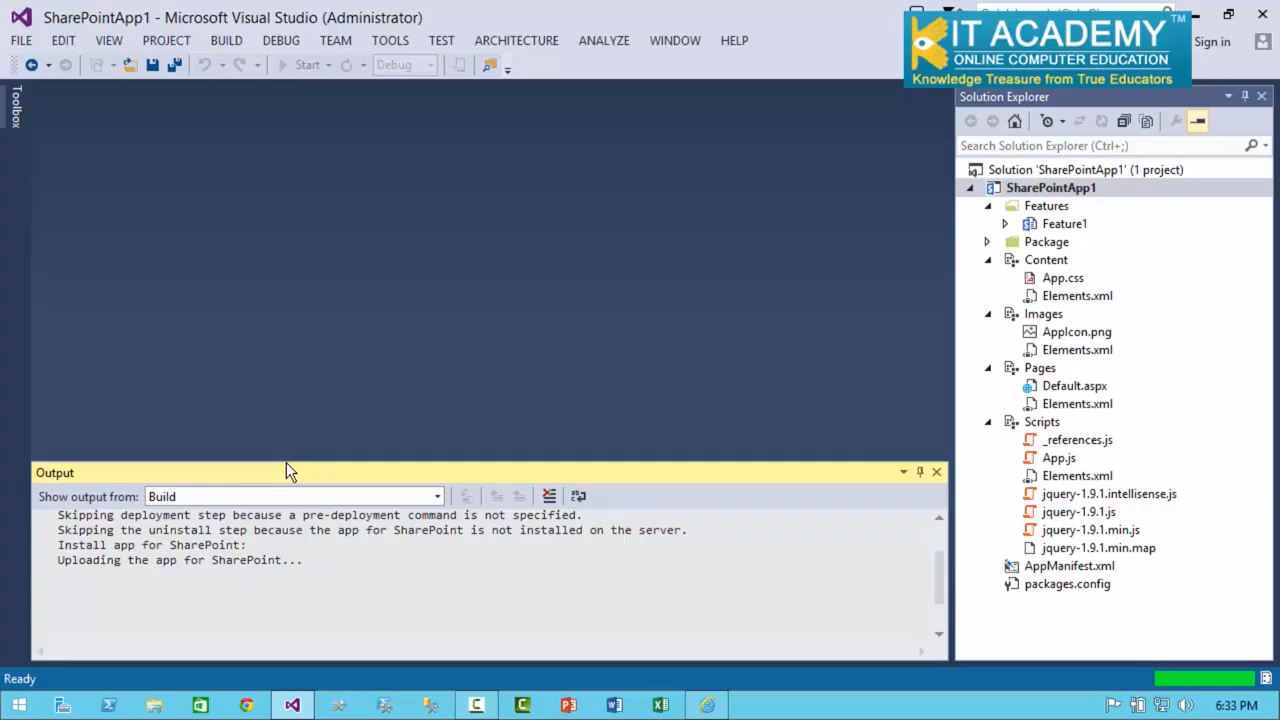 SharePointApp1 - Microsoft Visual Studio (Administrator)
FILE EDIT VIEW PROJECT BUILD DEBUG TEAM TOOLS TEST ARCHITECTURE ANALYZE WINDOW HELP
Sign in
Start
KIT ACADEMY TM
ONLINE COMPUTER EDUCATION
Knowledge Treasure from True Educators
Toolbox
Solution Explorer
Search Solution Explorer (Ctrl+;)
Solution 'SharePointApp1' (1 project)
SharePointApp1
Features
Feature1
Package
Content
App.css
Elements.xml
Images
AppIcon.png
Elements.xml
Pages
Default.aspx
Elements.xml
Scripts
_references.js
App.js
Elements.xml
jquery-1.9.1.intellisense.js
jquery-1.9.1.js
jquery-1.9.1.min.js
jquery-1.9.1.min.map
AppManifest.xml
packages.config
Output
Show output from: Build
Skipping deployment step because a pre-deployment command is not specified.
Skipping the uninstall step because the app for SharePoint is not installed on the server.
Install app for SharePoint:
Uploading the app for SharePoint...
Ready
6:33 PM